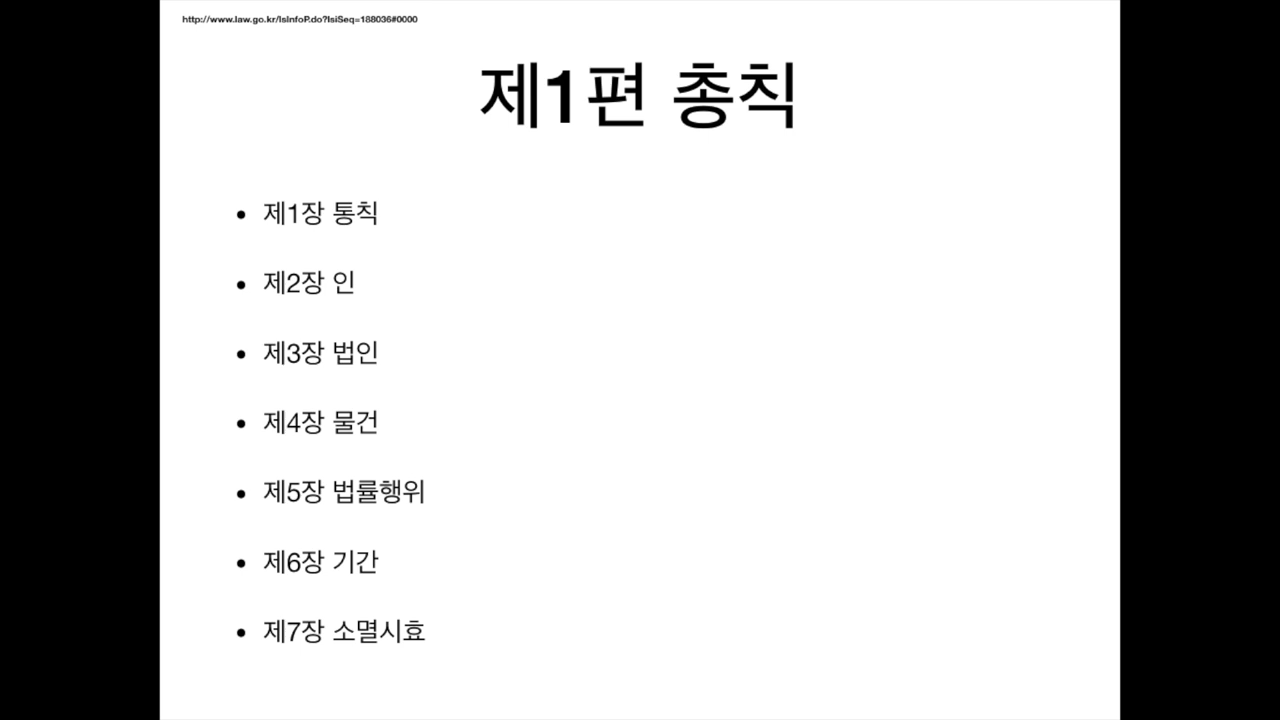 http://www.law.go.kr/lsInfoP.do?lsiSeq=188036#0000
제1편 총칙
• 제1장 통칙
• 제2장 인
• 제3장 법인
• 제4장 물건
• 제5장 법률행위
• 제6장 기간
• 제7장 소멸시효